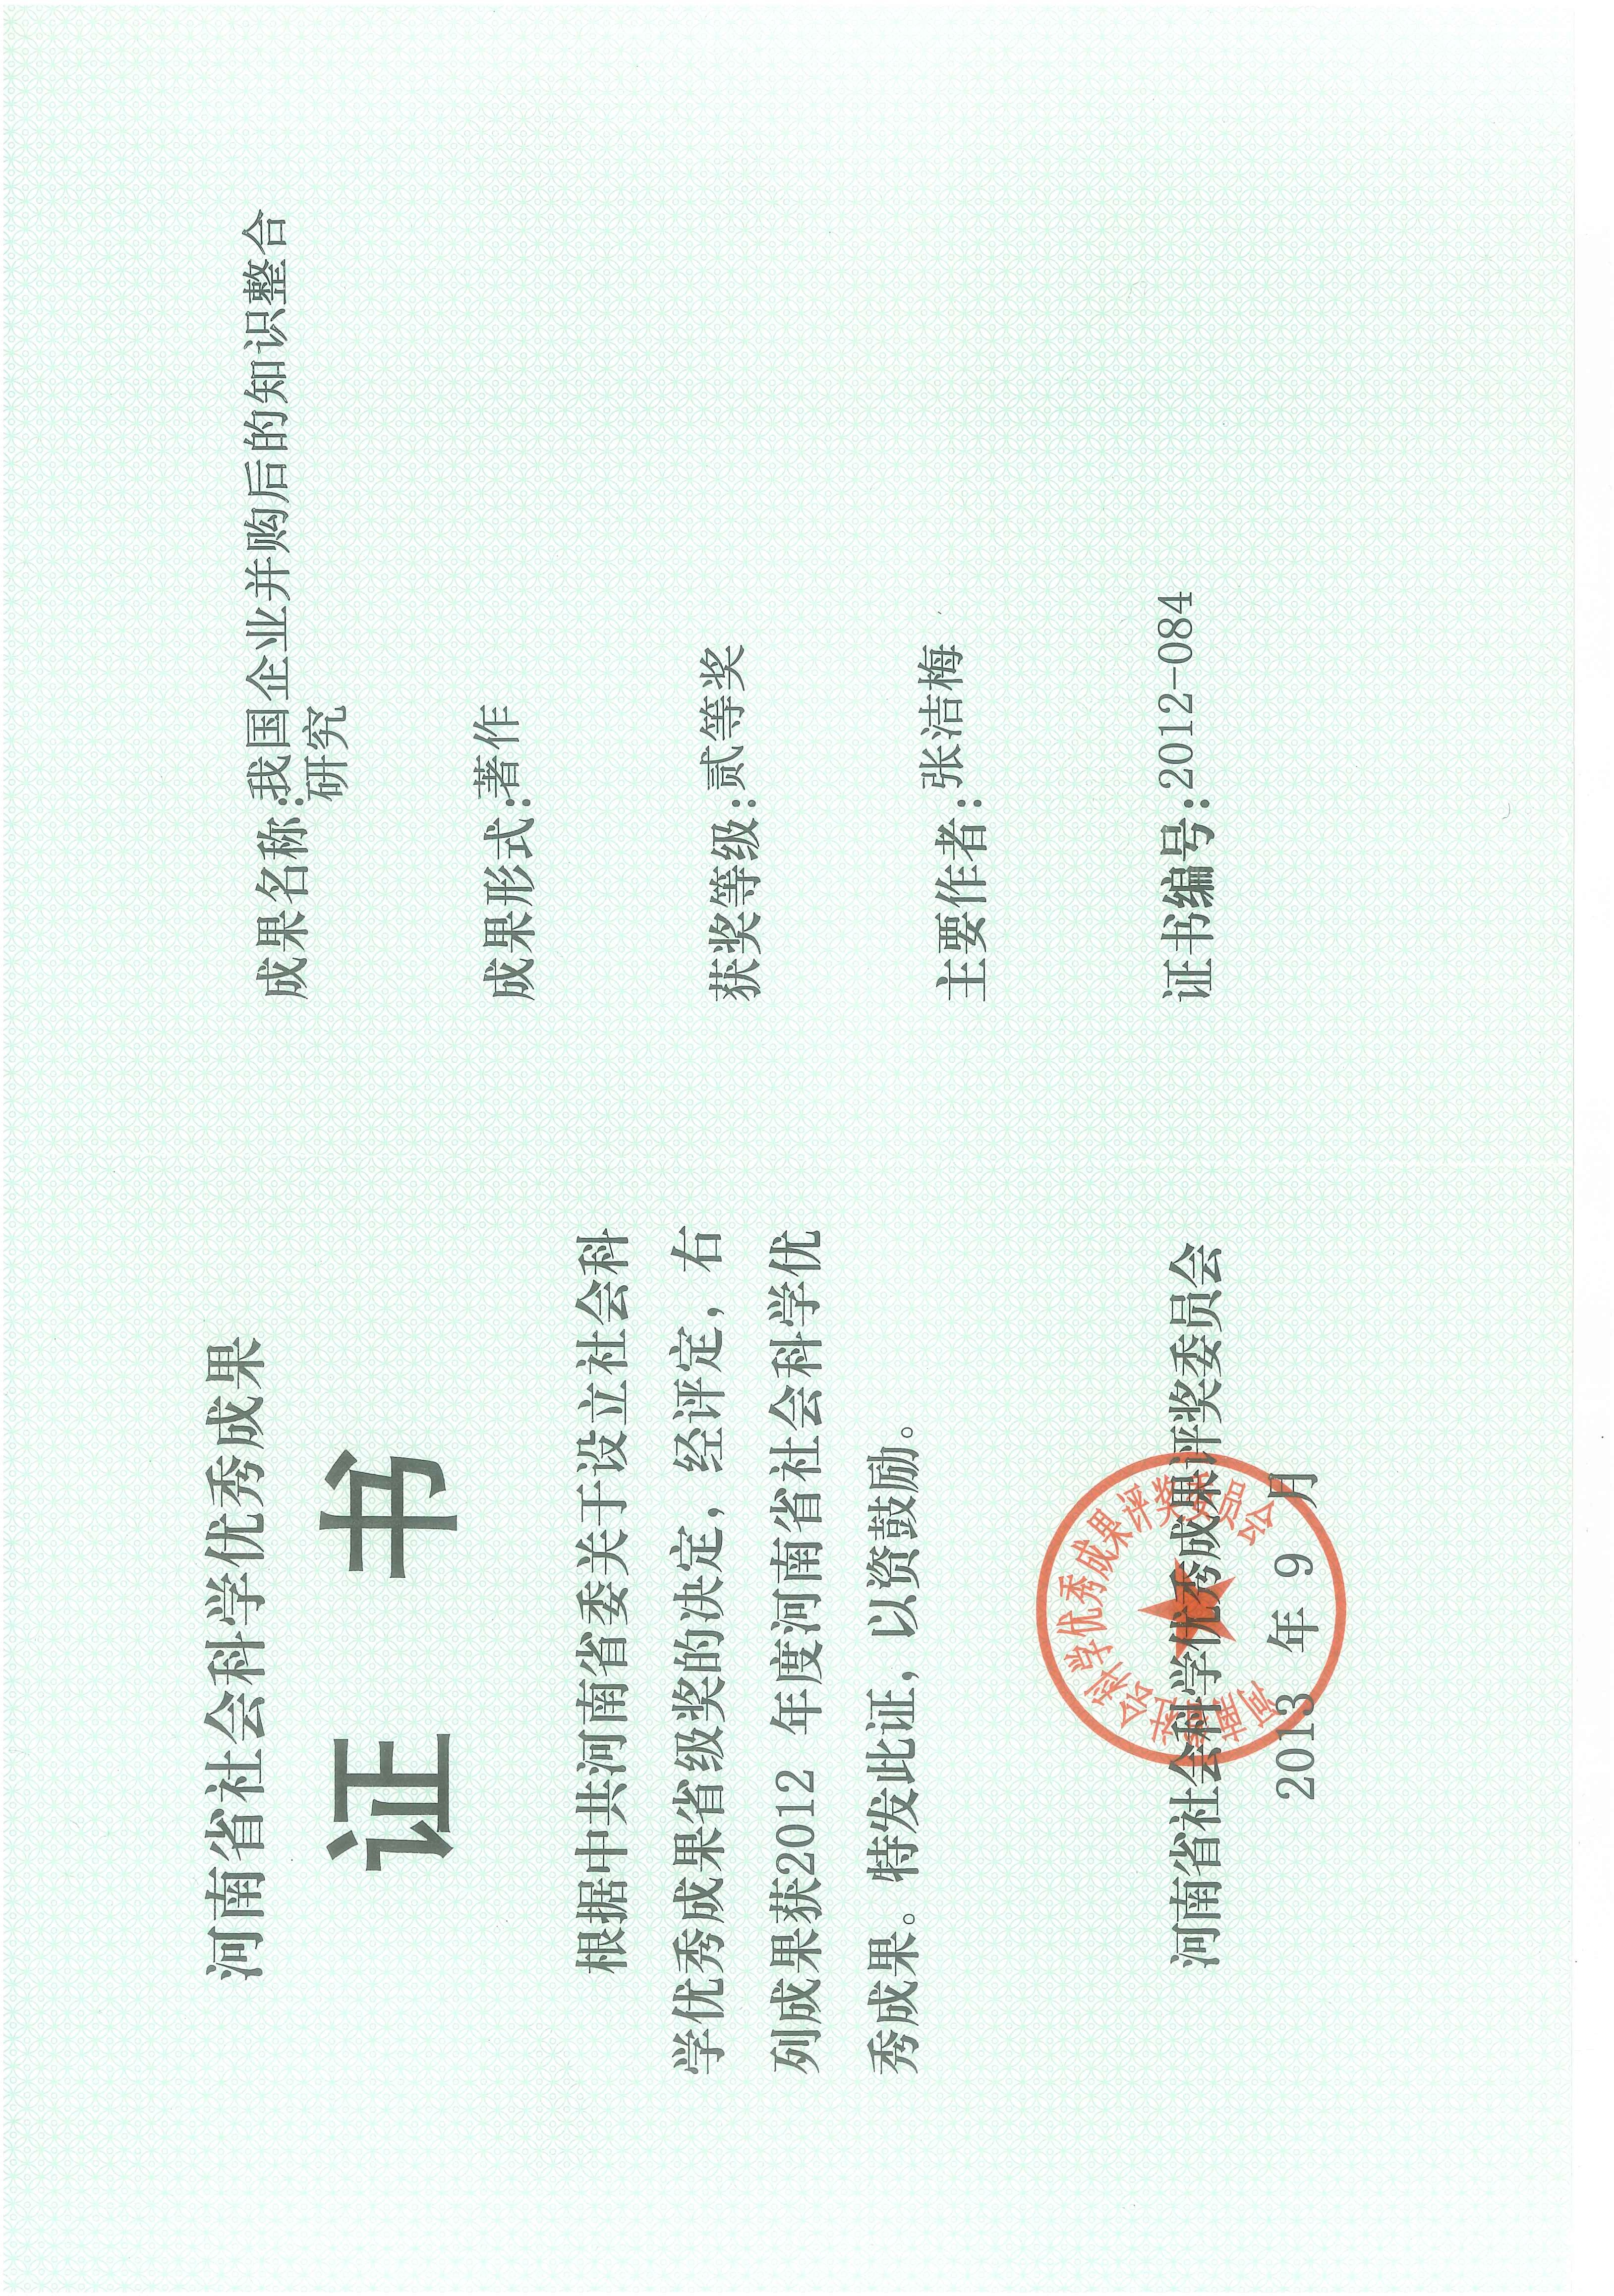 河南省社会科学优秀成果
证 书
根据中共河南省委关于设立社会科
学优秀成果省级奖的决定，经评定，右
列成果获2012 年度河南省社会科学优
秀成果。特发此证，以资鼓励。
河南省社会科学优秀成果评奖委员会
2013 年 9 月
河南省社会科学优秀成果评奖委员会
成果名称:我国企业并购后的知识整合
研究
成果形式:著作
获奖等级:贰等奖
主要作者:张洁梅
证书编号:2012-084